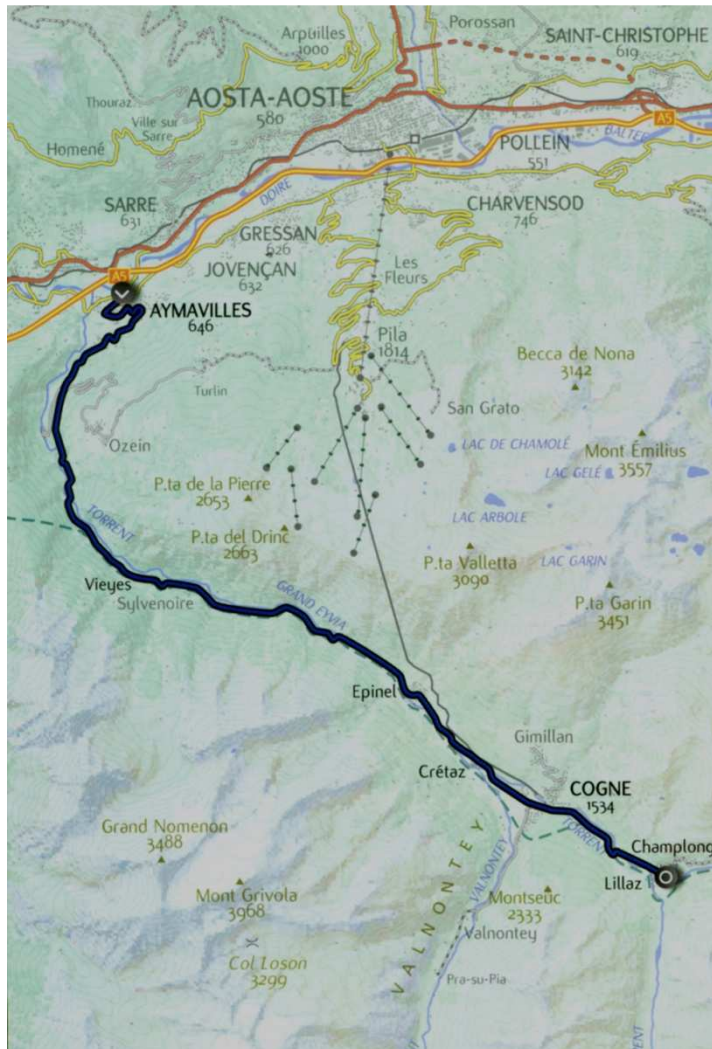 Porossan
Arpuilles
1000
SAINT-CHRISTOPHE
619
Thouraz
AOSTA-AOSTE
580
Ville sur
Sarre
Homené
A5
BALTE
POLLEIN
551
DOIRE
SARRE
631
CHARVENSOD
746
GRESSAN
626
JOVENÇAN
632
Les
Fleurs
A5
AYMAVILLES
646
Pila
1814
Becca de Nona
3142
Turlin
San Grato
Ozein
LAC DE CHAMOLÉ
Mont Émilius
3557
P.ta de la Pierre
2653
LAC GELÉ
LAC ARBOLE
TORRENT
P.ta del Drinc
2663
P.ta Valletta
3090
LAC GARIN
Vieyes
Sylvenoire
GRAND EYVIA
P.ta Garin
3451
Epinel
Gimillan
Crétaz
COGNE
1534
Grand Nomenon
3488
TORRENT
Champlong
Lillaz
Mont Grivola
3968
VALNONTEY
VALNONTEY
Montseuc
2333
Valnontey
Col Loson
3299
Pra-su-Pia